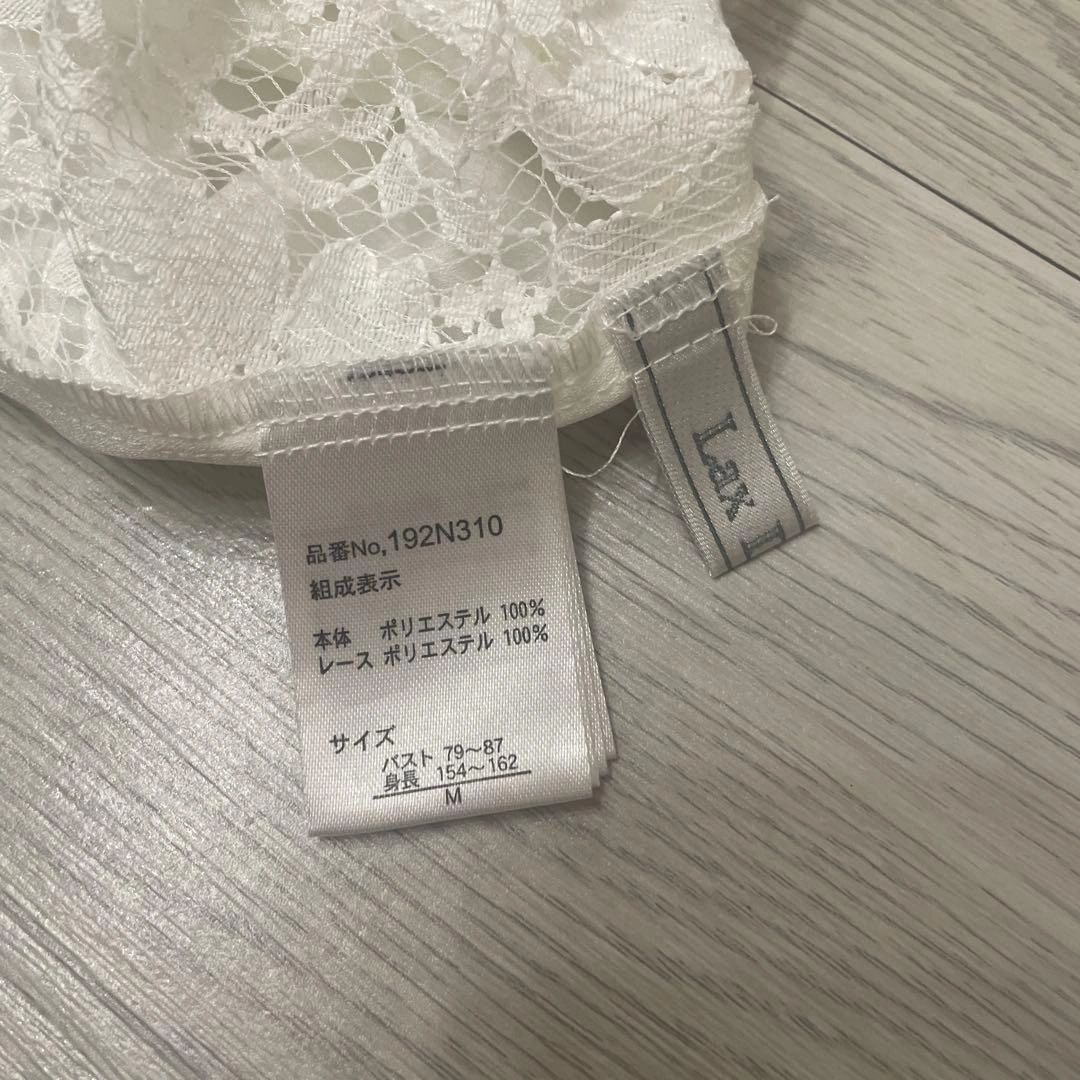 品番No,192N310
組成表示
本体 ポリエステル 100%
レース ポリエステル 100%
サイズ
バスト 79～87
身長 154～162
M
Lax